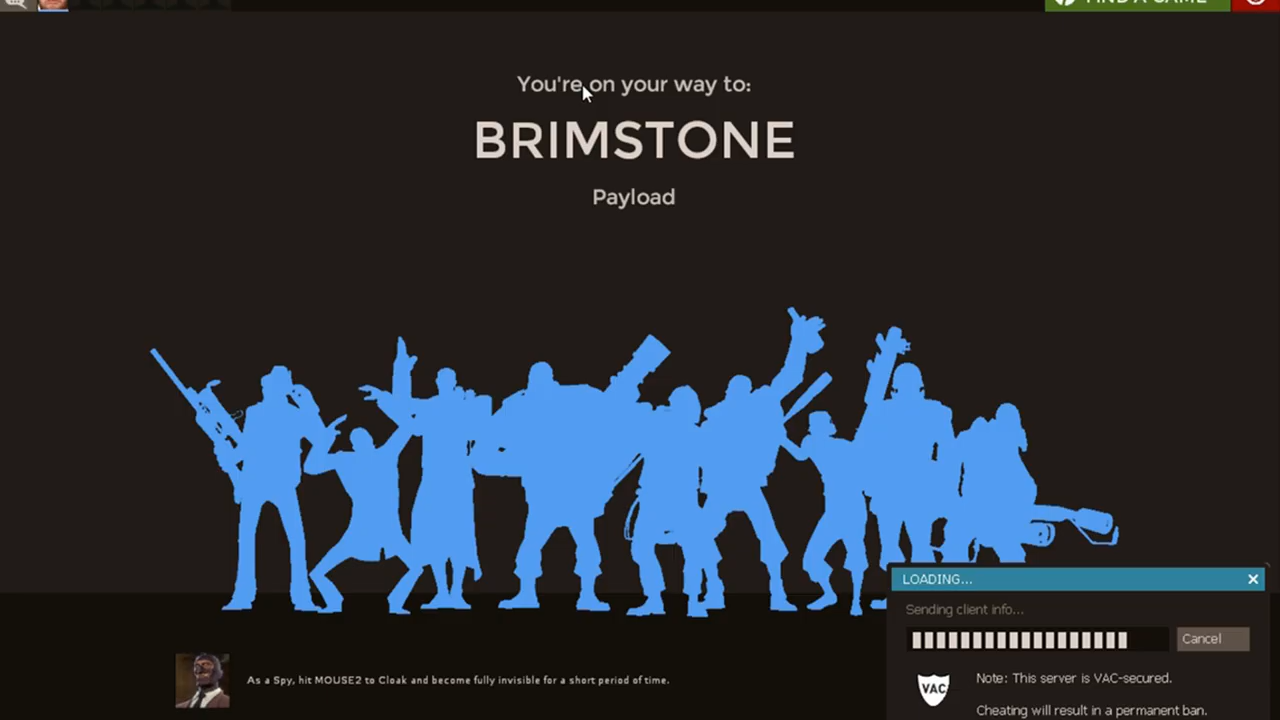 FIND A GAME
You're on your way to:
BRIMSTONE
Payload
LOADING...
Sending client info...
Cancel
As a Spy, hit MOUSE2 to Cloak and become fully invisible for a short period of time.
VAC
Note: This server is VAC-secured.
Cheating will result in a permanent ban.